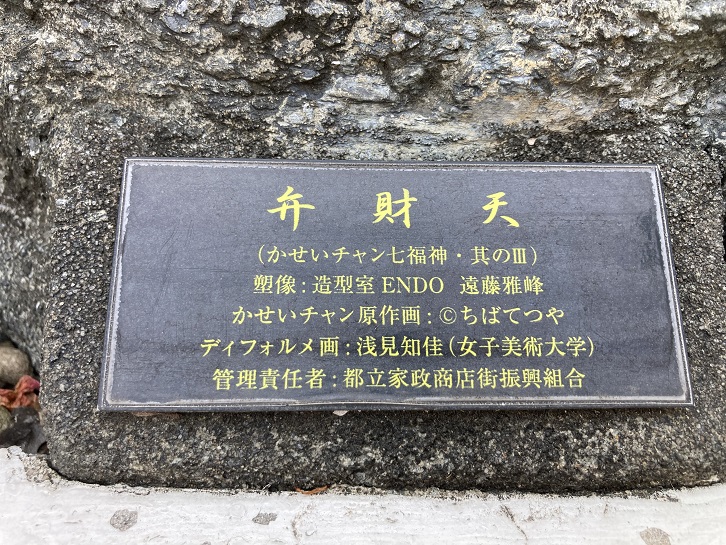 弁財天
（かせいチャン七福神・其のⅢ）
塑像：造型室 ENDO 遠藤雅峰
かせいチャン原作画：©ちばてつや
ディフォルメ画：浅見知佳（女子美術大学）
管理責任者：都立家政商店街振興組合